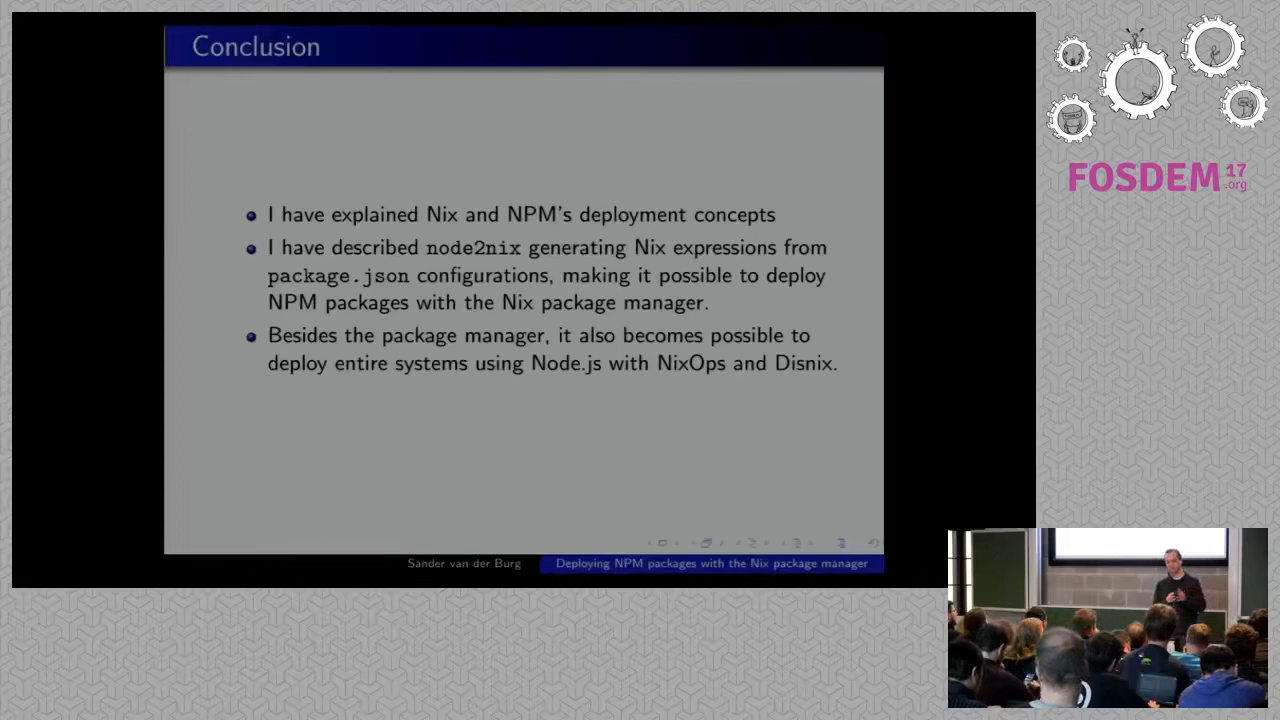 Conclusion
I have explained Nix and NPM's deployment concepts
I have described node2nix generating Nix expressions from
package.json configurations, making it possible to deploy
NPM packages with the Nix package manager.
Besides the package manager, it also becomes possible to
deploy entire systems using Node.js with NixOps and Disnix.
Sander van der Burg
Deploying NPM packages with the Nix package manager
FOSDEM 17
.org